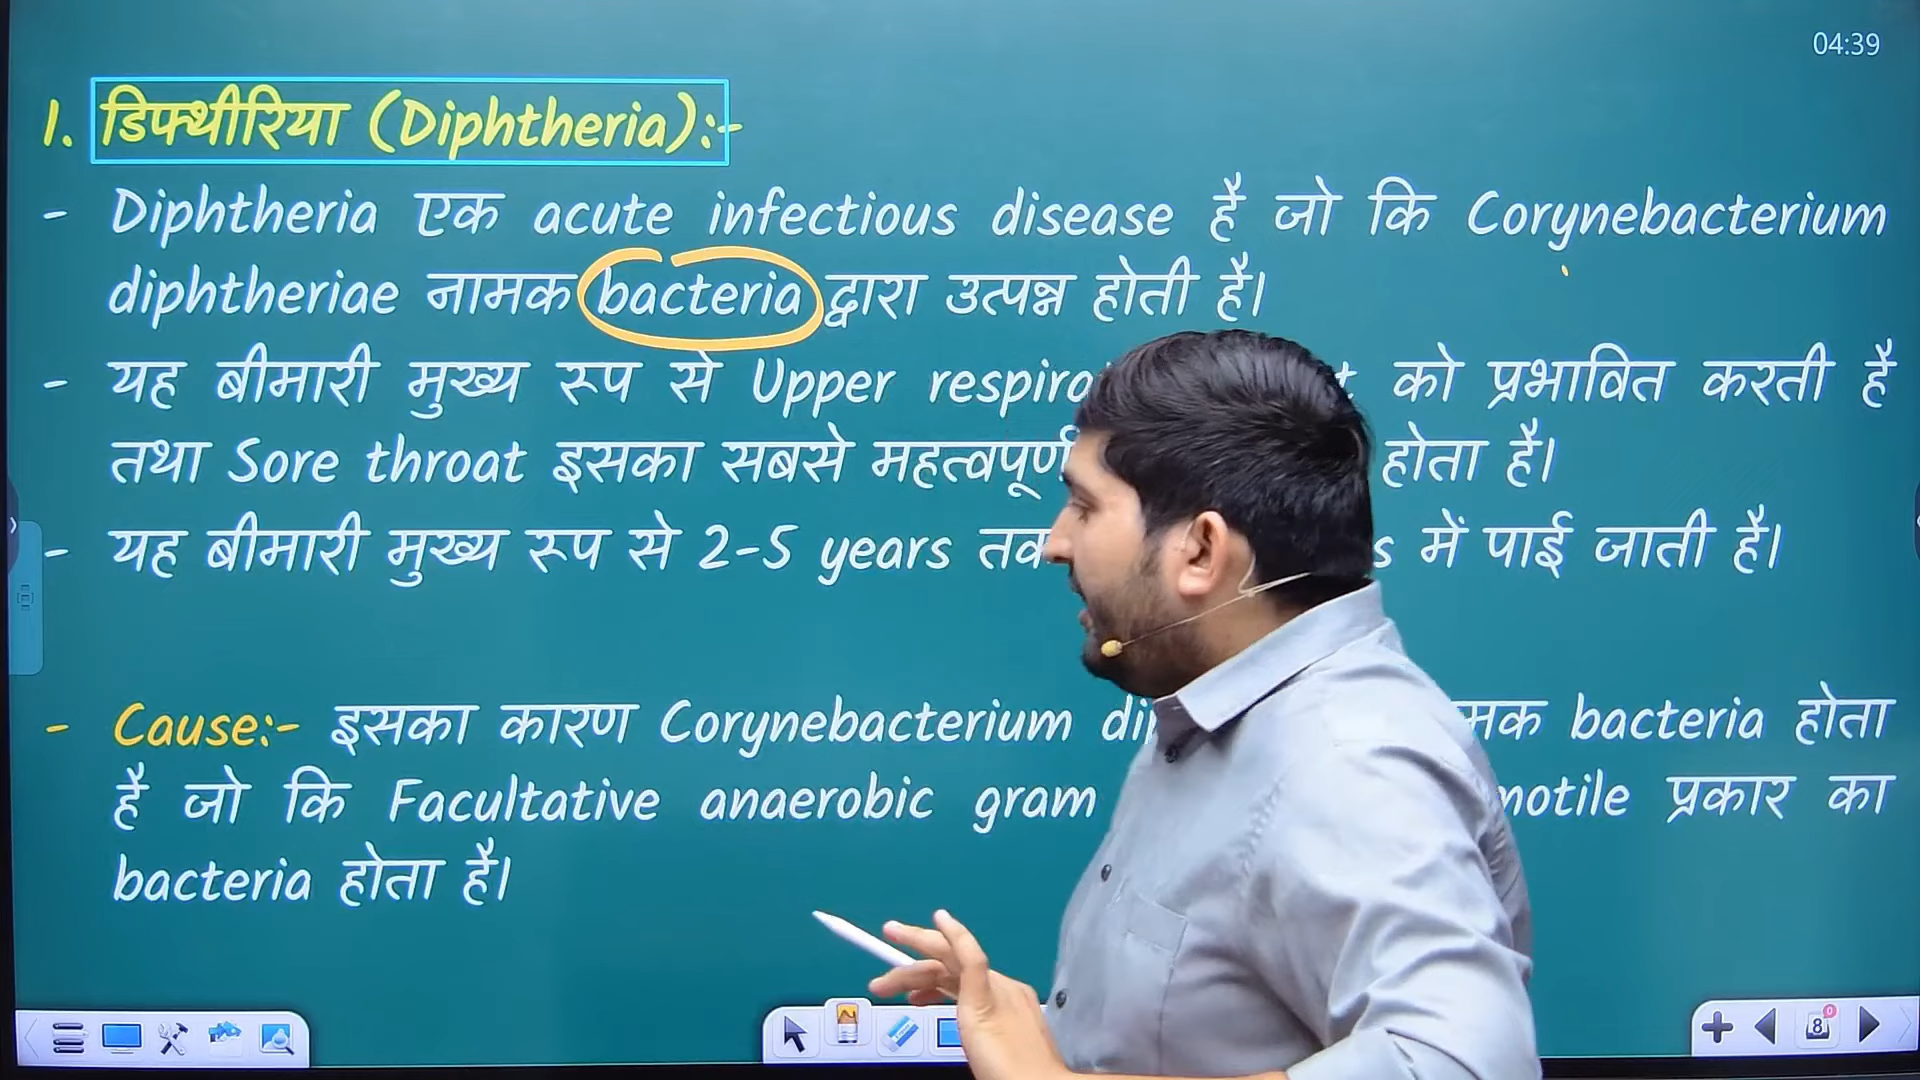 04:39
1. डिफ्थीरिया (Diphtheria):-
- Diphtheria एक acute infectious disease है जो कि Corynebacterium
diphtheriae नामक bacteria द्वारा उत्पन्न होती है।
- यह बीमारी मुख्य रूप से Upper को प्रभावित करती है
तथा Sore throat इसका सबसे महत्वपूर्ण होता है।
- यह बीमारी मुख्य रूप से 2-5 years तक में पाई जाती है।
- Cause:- इसका कारण Corynebacterium bacteria होता
है जो कि Facultative anaerobic gram प्रकार का
bacteria होता है।
8
0